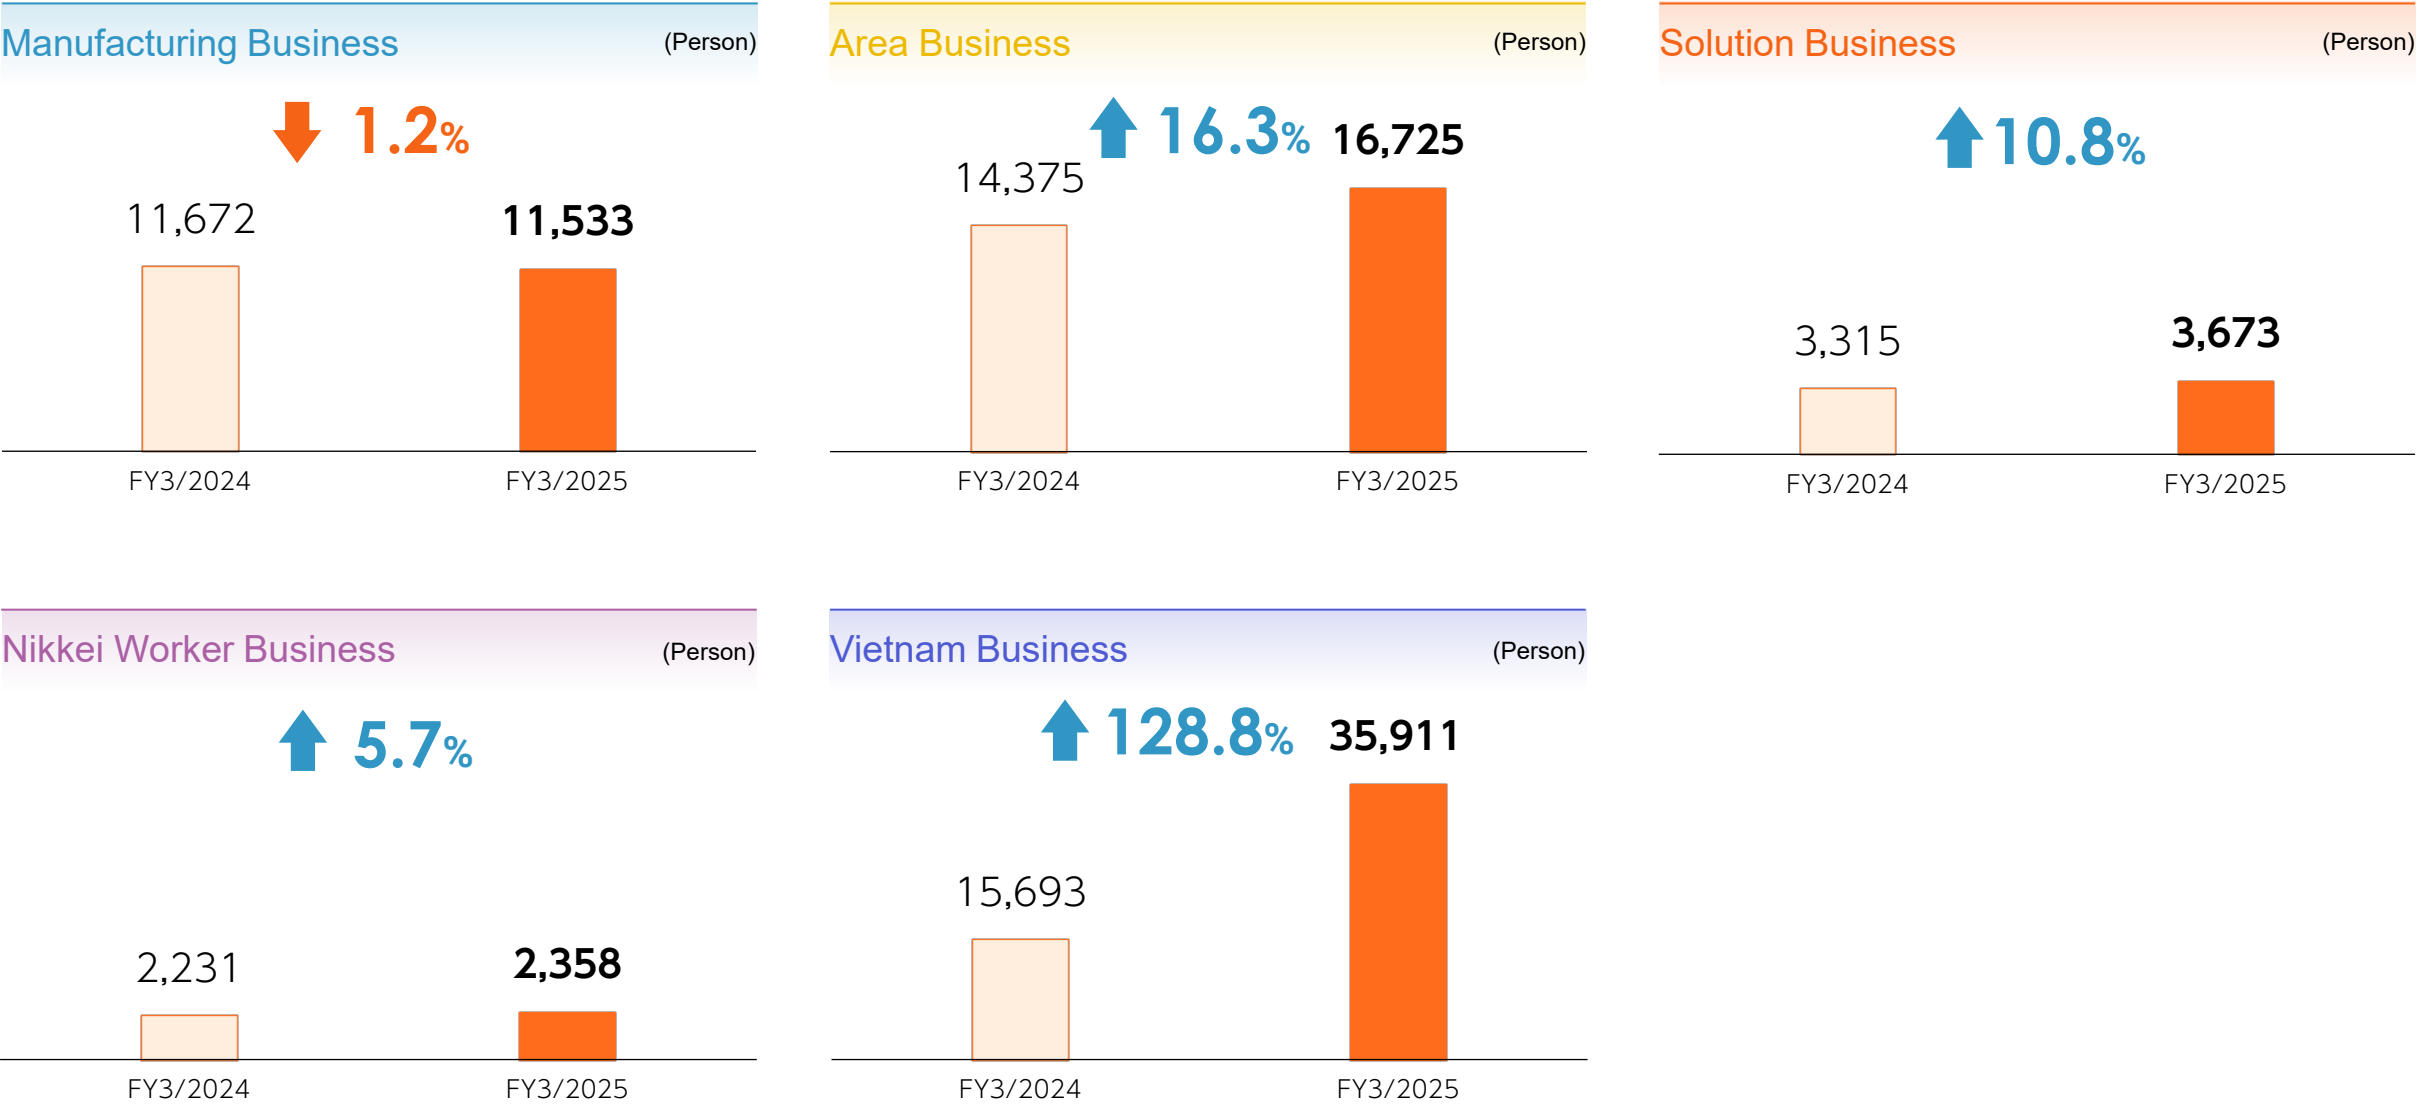 Manufacturing Business (Person)
1.2%
11,672
11,533
FY3/2024
FY3/2025
Area Business (Person)
16.3%
14,375
16,725
FY3/2024
FY3/2025
Solution Business (Person)
10.8%
3,315
3,673
FY3/2024
FY3/2025
Nikkei Worker Business (Person)
5.7%
2,231
2,358
FY3/2024
FY3/2025
Vietnam Business (Person)
128.8%
15,693
35,911
FY3/2024
FY3/2025